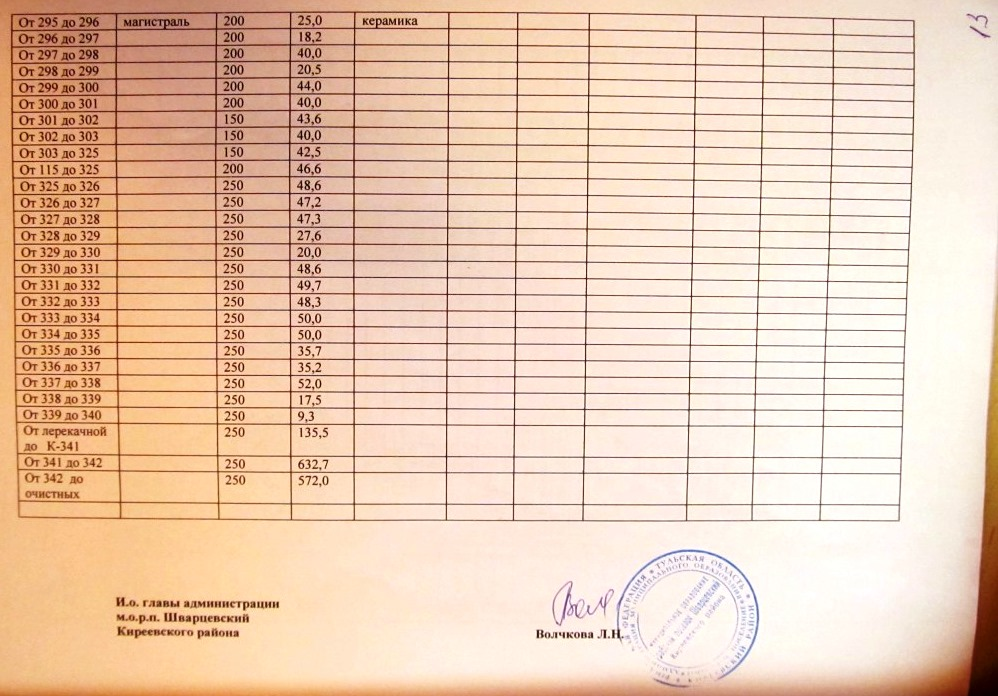 13
От 295 до 296 магистраль 200 25,0 керамика
От 296 до 297 200 18,2
От 297 до 298 200 40,0
От 298 до 299 200 20,5
От 299 до 300 200 44,0
От 300 до 301 200 40,0
От 301 до 302 150 43,6
От 302 до 303 150 40,0
От 303 до 325 150 42,5
От 115 до 325 200 46,6
От 325 до 326 250 48,6
От 326 до 327 250 47,2
От 327 до 328 250 47,3
От 328 до 329 250 27,6
От 329 до 330 250 20,0
От 330 до 331 250 48,6
От 331 до 332 250 49,7
От 332 до 333 250 48,3
От 333 до 334 250 50,0
От 334 до 335 250 50,0
От 335 до 336 250 35,7
От 336 до 337 250 35,2
От 337 до 338 250 52,0
От 338 до 339 250 17,5
От 339 до 340 250 9,3
От лерекачной 250 135,5
до К-341
От 341 до 342 250 632,7
От 342 до 250 572,0
очистных
И.о. главы администрации
м.о.р.п. Шварцевский
Киреевского района
Волчкова Л.Н.
ТУЛЬСКАЯ ОБЛАСТЬ
КИРЕЕВСКИЙ РАЙОН